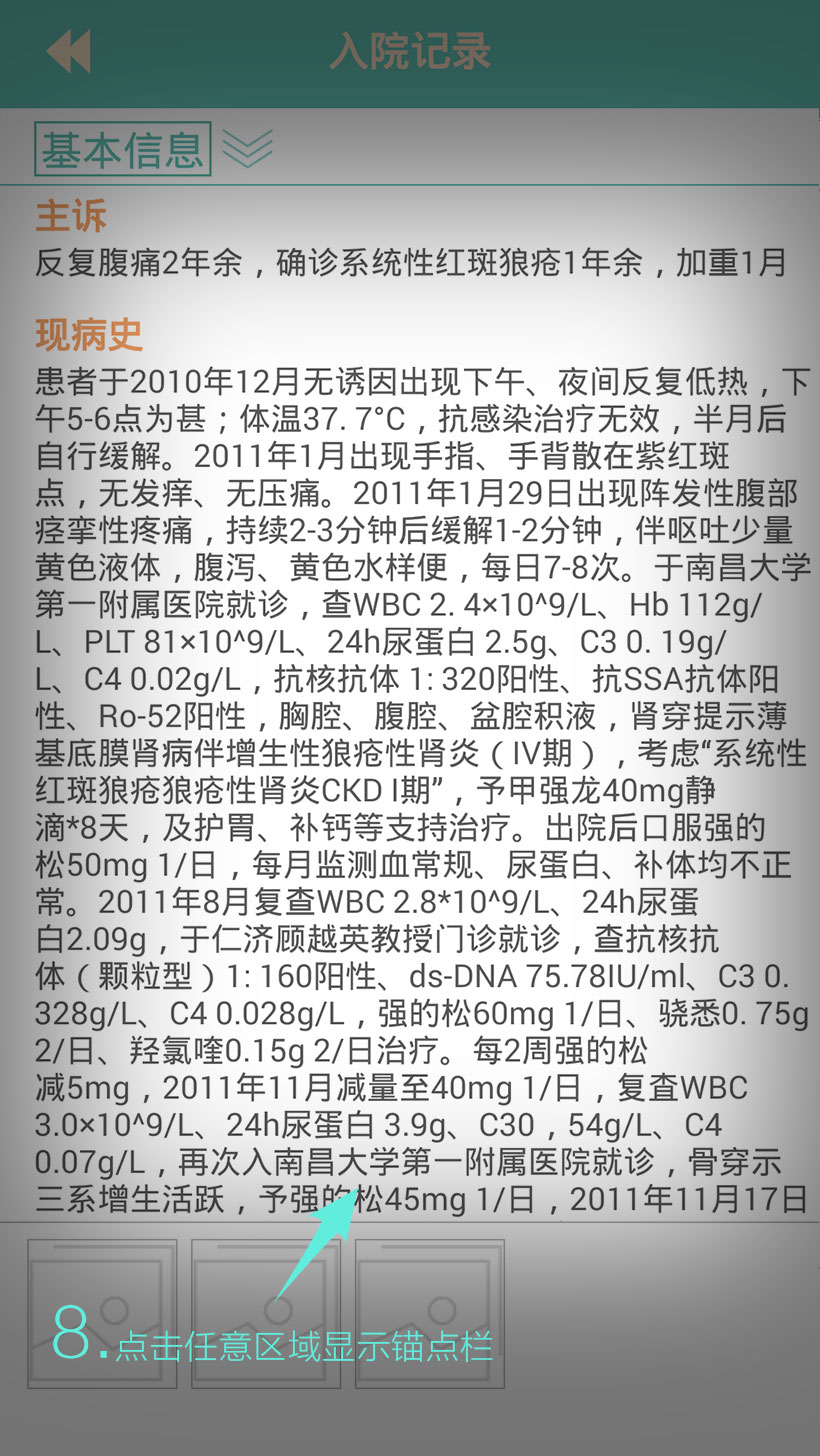 入院记录
基本信息
主诉
反复腹痛2年余，确诊系统性红斑狼疮1年余，加重1月
现病史
患者于2010年12月无诱因出现下午、夜间反复低热，下
午5-6点为甚；体温37. 7°C，抗感染治疗无效，半月后
自行缓解。2011年1月出现手指、手背散在紫红斑
点，无发痒、无压痛。2011年1月29日出现阵发性腹部
痉挛性疼痛，持续2-3分钟后缓解1-2分钟，伴呕吐少量
黄色液体，腹泻、黄色水样便，每日7-8次。于南昌大学
第一附属医院就诊，查WBC 2. 4×10^9/L、Hb 112g/
L、PLT 81×10^9/L、24h尿蛋白 2.5g、C3 0. 19g/
L、C4 0.02g/L，抗核抗体 1: 320阳性、抗SSA抗体阳
性、Ro-52阳性，胸腔、腹腔、盆腔积液，肾穿提示薄
基底膜肾病伴增生性狼疮性肾炎（IV期），考虑“系统性
红斑狼疮狼疮性肾炎CKD I期”，予甲强龙40mg静
滴*8天，及护胃、补钙等支持治疗。出院后口服强的
松50mg 1/日，每月监测血常规、尿蛋白、补体均不正
常。2011年8月复查WBC 2.8*10^9/L、24h尿蛋
白2.09g，于仁济顾越英教授门诊就诊，查抗核抗
体（颗粒型）1: 160阳性、ds-DNA 75.78IU/ml、C3 0.
328g/L、C4 0.028g/L，强的松60mg 1/日、骁悉0. 75g
2/日、羟氯喹0.15g 2/日治疗。每2周强的松
减5mg，2011年11月减量至40mg 1/日，复查WBC
3.0×10^9/L、24h尿蛋白 3.9g、C30，54g/L、C4
0.07g/L，再次入南昌大学第一附属医院就诊，骨穿示
三系增生活跃，予强的松45mg 1/日，2011年11月17日
8.点击任意区域显示锚点栏